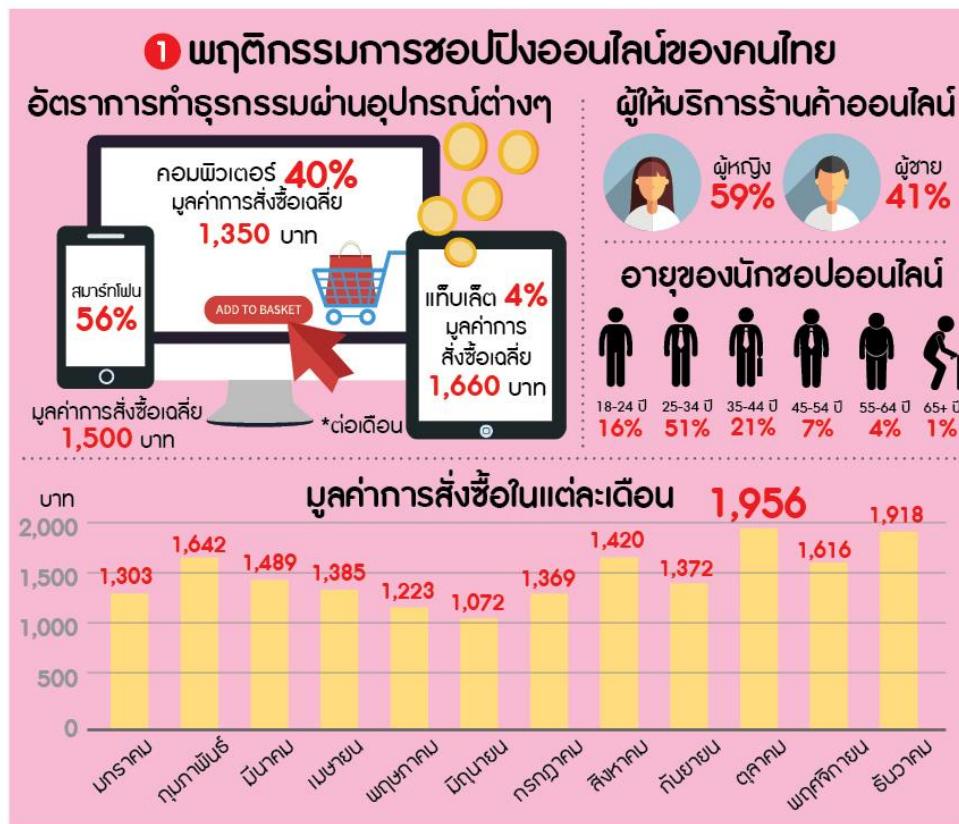 1 พฤติกรรมการชอปปิงออนไลน์ของคนไทย
อัตราการทำธุรกรรมผ่านอุปกรณ์ต่างๆ
คอมพิวเตอร์ 40%
มูลค่าการสั่งซื้อเฉลี่ย
1,350 บาท
ADD TO BASKET
สมาร์ทโฟน
56%
มูลค่าการสั่งซื้อเฉลี่ย
1,500 บาท
แท็บเล็ต 4%
มูลค่าการ
สั่งซื้อเฉลี่ย
1,660 บาท
*ต่อเดือน
ผู้ให้บริการร้านค้าออนไลน์
ผู้หญิง
59%
ผู้ชาย
41%
อายุของนักชอปออนไลน์
18-24 ปี 25-34 ปี 35-44 ปี 45-54 ปี 55-64 ปี 65+ ปี
16% 51% 21% 7% 4% 1%
มูลค่าการสั่งซื้อในแต่ละเดือน
บาท
2,000
1,500
1,000
500
0
1,303 1,642 1,489 1,385 1,223 1,072 1,369 1,420 1,372 1,956 1,616 1,918
มกราคม กุมภาพันธ์ มีนาคม เมษายน พฤษภาคม มิถุนายน กรกฎาคม สิงหาคม กันยายน ตุลาคม พฤศจิกายน ธันวาคม